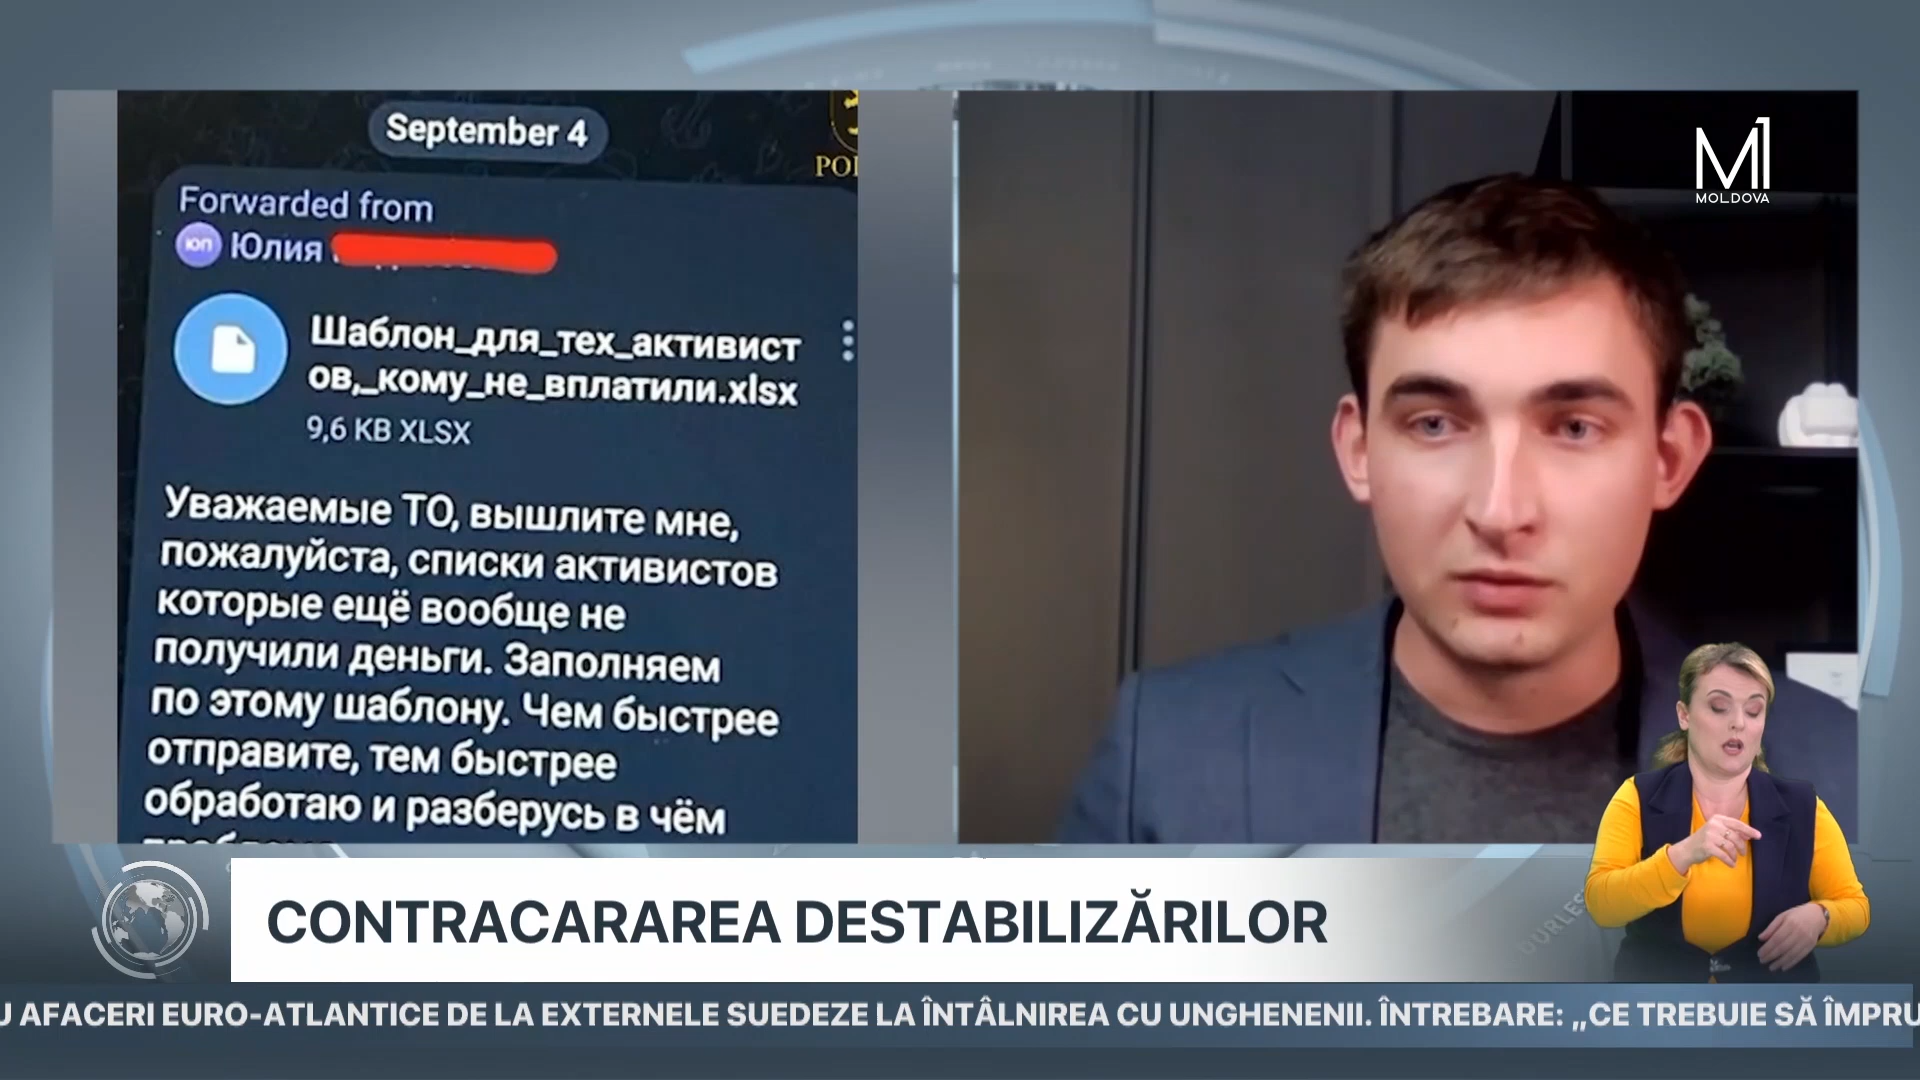 September 4
Forwarded from
ЮП Юлия
Шаблон_для_тех_активист
ов,_кому_не_вплатили.xlsx
9,6 KB XLSX
Уважаемые ТО, вышлите мне,
пожалуйста, списки активистов
которые ещё вообще не
получили деньги. Заполняем
по этому шаблону. Чем быстрее
отправите, тем быстрее
обработаю и разберусь в чём
M1
MOLDOVA
CONTRACARAREA DESTABILIZĂRILOR
AFACERI EURO-ATLANTICE DE LA EXTERNELE SUEDEZE LA ÎNTÂLNIREA CU UNGHENENII. ÎNTREBARE: „CE TREBUIE SĂ ÎMPRU